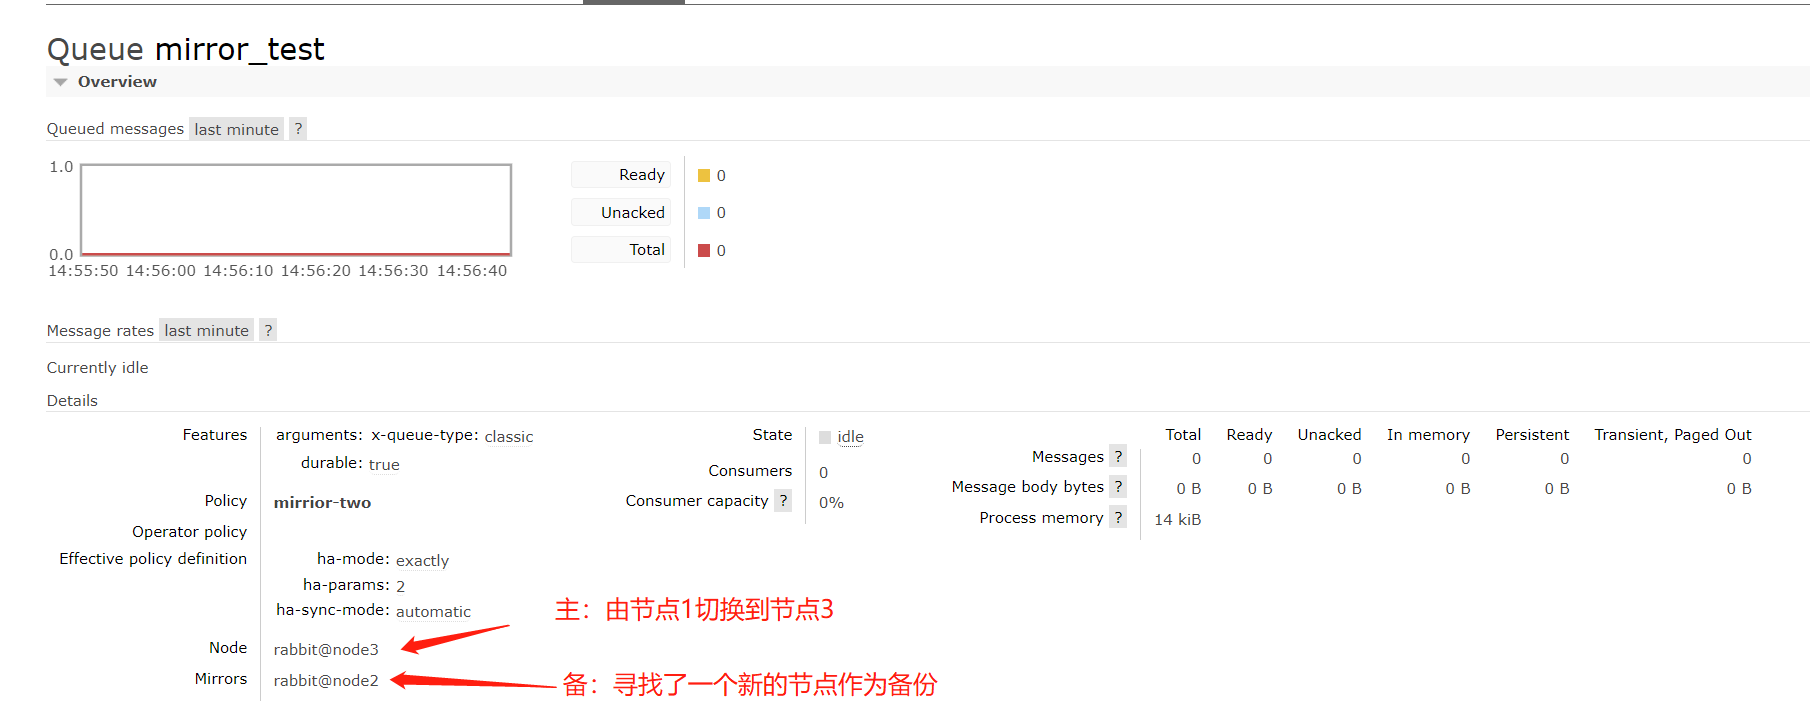 Queue mirror_test
Overview
Queued messages last minute ?
1.0
0.0
14:55:50 14:56:00 14:56:10 14:56:20 14:56:30 14:56:40
Ready 0
Unacked 0
Total 0
Message rates last minute ?
Currently idle
Details
Features arguments: x-queue-type: classic
durable: true
Policy mirrior-two
Operator policy
Effective policy definition ha-mode: exactly
ha-params: 2
ha-sync-mode: automatic
Node rabbit@node3
Mirrors rabbit@node2
State idle
Consumers 0
Consumer capacity ? 0%
Total Ready Unacked In memory Persistent Transient, Paged Out
Messages ? 0 0 0 0 0 0
Message body bytes ? 0 B 0 B 0 B 0 B 0 B 0 B
Process memory ? 14 kiB
主：由节点1切换到节点3
备：寻找了一个新的节点作为备份